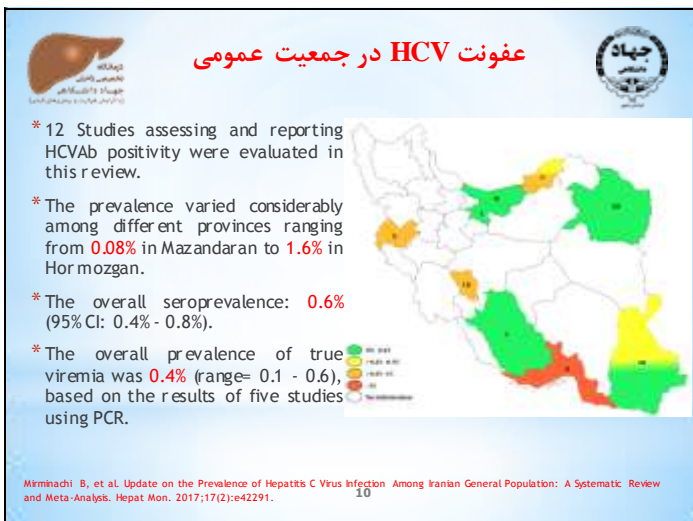 عفونت HCV در جمعیت عمومی
جهاد
دانشگاهی
درمانگاه
* 12 Studies assessing and reporting
HCVAb positivity were evaluated in
this review.
* The prevalence varied considerably
among different provinces ranging
from 0.08% in Mazandaran to 1.6% in
Hormozgan.
* The overall seroprevalence: 0.6%
(95% CI: 0.4% - 0.8%).
* The overall prevalence of true
viremia was 0.4% (range= 0.1 - 0.6),
based on the results of five studies
using PCR.
Mirminachi B, et al. Update on the Prevalence of Hepatitis C Virus Infection Among Iranian General Population: A Systematic Review
and Meta-Analysis. Hepat Mon. 2017;17(2):e42291.
10